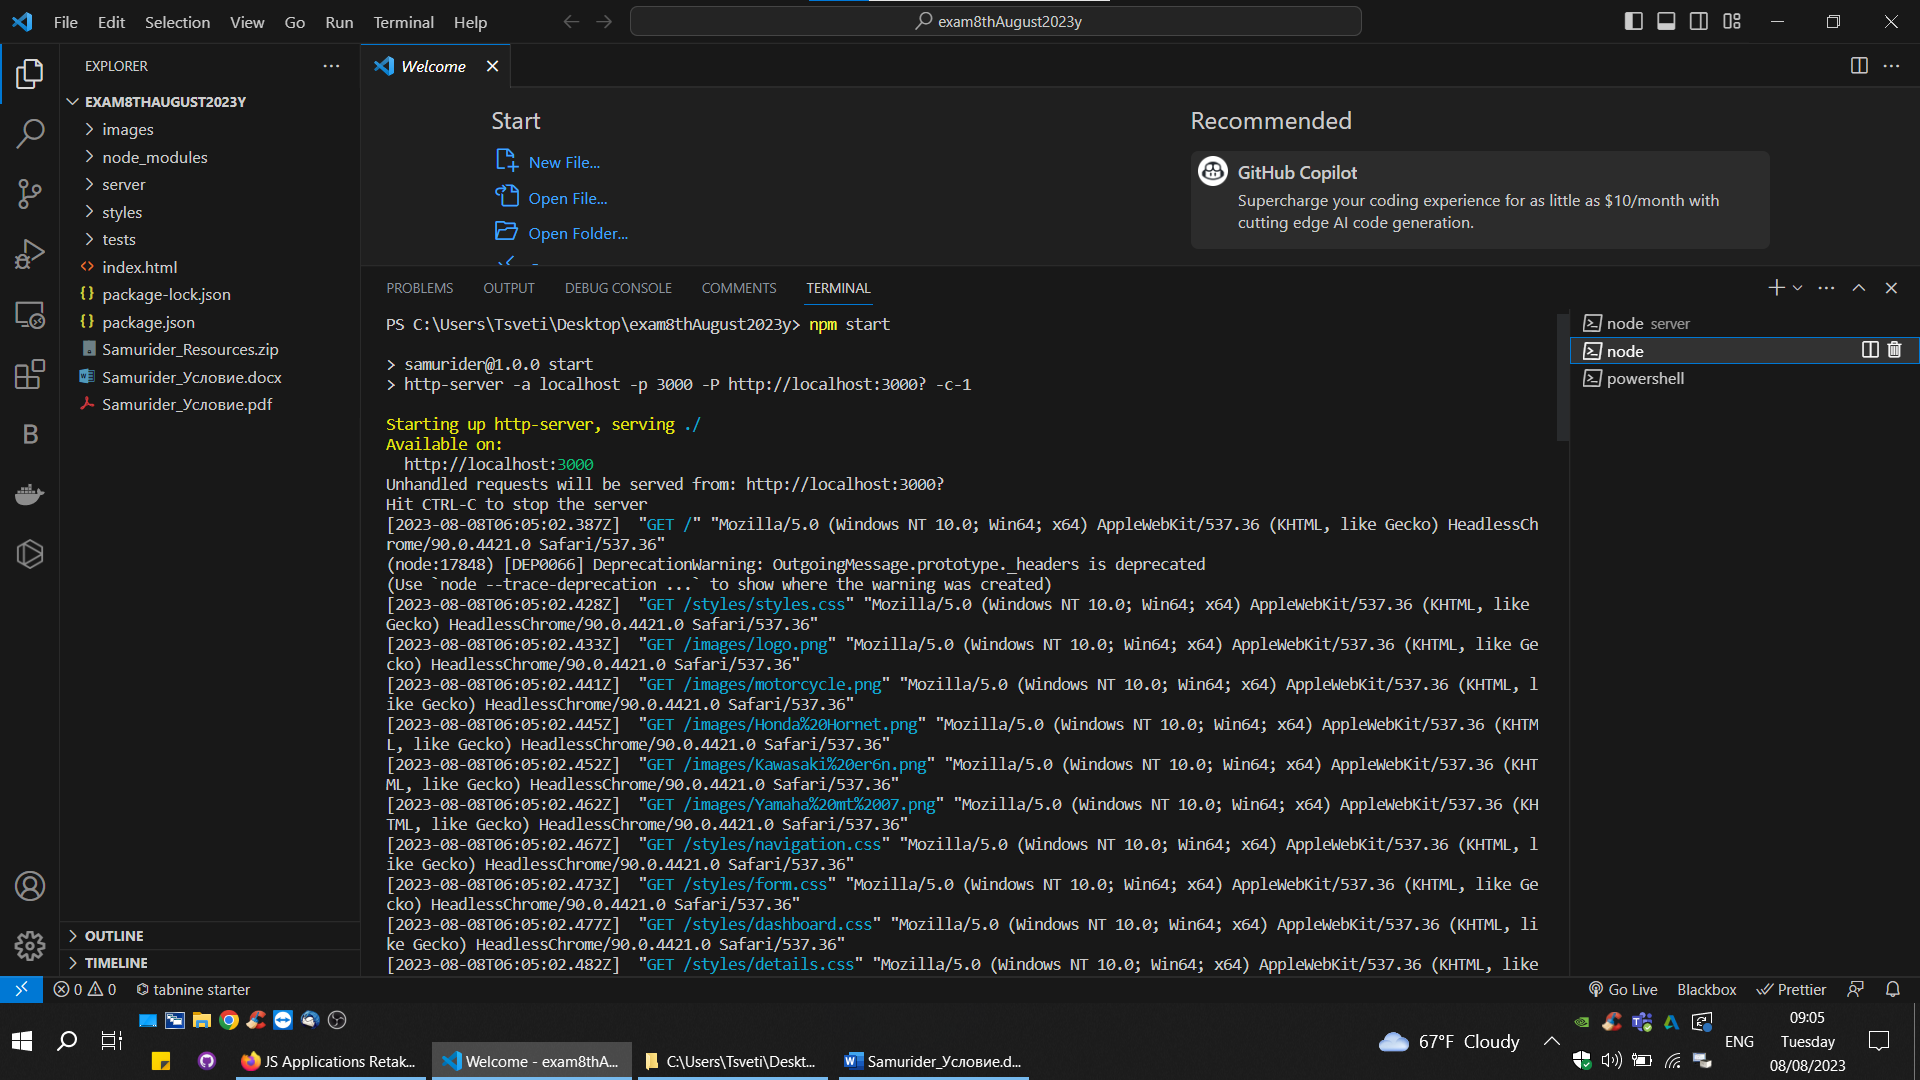 File Edit Selection View Go Run Terminal Help
exam8thAugust2023y
EXPLORER
EXAM8THAUGUST2023Y
images
node_modules
server
styles
tests
index.html
package-lock.json
package.json
Samurider_Resources.zip
Samurider_Условие.docx
Samurider_Условие.pdf
OUTLINE
TIMELINE
Welcome
Start
New File...
Open File...
Open Folder...
Recommended
GitHub Copilot
Supercharge your coding experience for as little as $10/month with
cutting edge AI code generation.
PROBLEMS OUTPUT DEBUG CONSOLE COMMENTS TERMINAL
PS C:\Users\Tsveti\Desktop\exam8thAugust2023y> npm start
> samurider@1.0.0 start
> http-server -a localhost -p 3000 -P http://localhost:3000? -c-1
Starting up http-server, serving ./
Available on:
http://localhost:3000
Unhandled requests will be served from: http://localhost:3000?
Hit CTRL-C to stop the server
[2023-08-08T06:05:02.387Z] "GET /" "Mozilla/5.0 (Windows NT 10.0; Win64; x64) AppleWebKit/537.36 (KHTML, like Gecko) HeadlessCh
rome/90.0.4421.0 Safari/537.36"
(node:17848) [DEP0066] DeprecationWarning: OutgoingMessage.prototype._headers is deprecated
(Use `node --trace-deprecation ...` to show where the warning was created)
[2023-08-08T06:05:02.428Z] "GET /styles/styles.css" "Mozilla/5.0 (Windows NT 10.0; Win64; x64) AppleWebKit/537.36 (KHTML, like
Gecko) HeadlessChrome/90.0.4421.0 Safari/537.36"
[2023-08-08T06:05:02.433Z] "GET /images/logo.png" "Mozilla/5.0 (Windows NT 10.0; Win64; x64) AppleWebKit/537.36 (KHTML, like Ge
cko) HeadlessChrome/90.0.4421.0 Safari/537.36"
[2023-08-08T06:05:02.441Z] "GET /images/motorcycle.png" "Mozilla/5.0 (Windows NT 10.0; Win64; x64) AppleWebKit/537.36 (KHTML, l
ike Gecko) HeadlessChrome/90.0.4421.0 Safari/537.36"
[2023-08-08T06:05:02.445Z] "GET /images/Honda%20Hornet.png" "Mozilla/5.0 (Windows NT 10.0; Win64; x64) AppleWebKit/537.36 (KHTM
L, like Gecko) HeadlessChrome/90.0.4421.0 Safari/537.36"
[2023-08-08T06:05:02.452Z] "GET /images/Kawasaki%20er6n.png" "Mozilla/5.0 (Windows NT 10.0; Win64; x64) AppleWebKit/537.36 (KHT
ML, like Gecko) HeadlessChrome/90.0.4421.0 Safari/537.36"
[2023-08-08T06:05:02.462Z] "GET /images/Yamaha%20mt%2007.png" "Mozilla/5.0 (Windows NT 10.0; Win64; x64) AppleWebKit/537.36 (KH
TML, like Gecko) HeadlessChrome/90.0.4421.0 Safari/537.36"
[2023-08-08T06:05:02.467Z] "GET /styles/navigation.css" "Mozilla/5.0 (Windows NT 10.0; Win64; x64) AppleWebKit/537.36 (KHTML, l
ike Gecko) HeadlessChrome/90.0.4421.0 Safari/537.36"
[2023-08-08T06:05:02.473Z] "GET /styles/form.css" "Mozilla/5.0 (Windows NT 10.0; Win64; x64) AppleWebKit/537.36 (KHTML, like Ge
cko) HeadlessChrome/90.0.4421.0 Safari/537.36"
[2023-08-08T06:05:02.477Z] "GET /styles/dashboard.css" "Mozilla/5.0 (Windows NT 10.0; Win64; x64) AppleWebKit/537.36 (KHTML, li
ke Gecko) HeadlessChrome/90.0.4421.0 Safari/537.36"
[2023-08-08T06:05:02.482Z] "GET /styles/details.css" "Mozilla/5.0 (Windows NT 10.0; Win64; x64) AppleWebKit/537.36 (KHTML, like
node server
node
powershell
0 0 tabnine starter
Go Live Blackbox Prettier
JS Applications Retak...
Welcome - exam8thA...
C:\Users\Tsveti\Deskt...
Samurider_Условие.d...
67°F Cloudy
ENG
09:05
Tuesday
08/08/2023